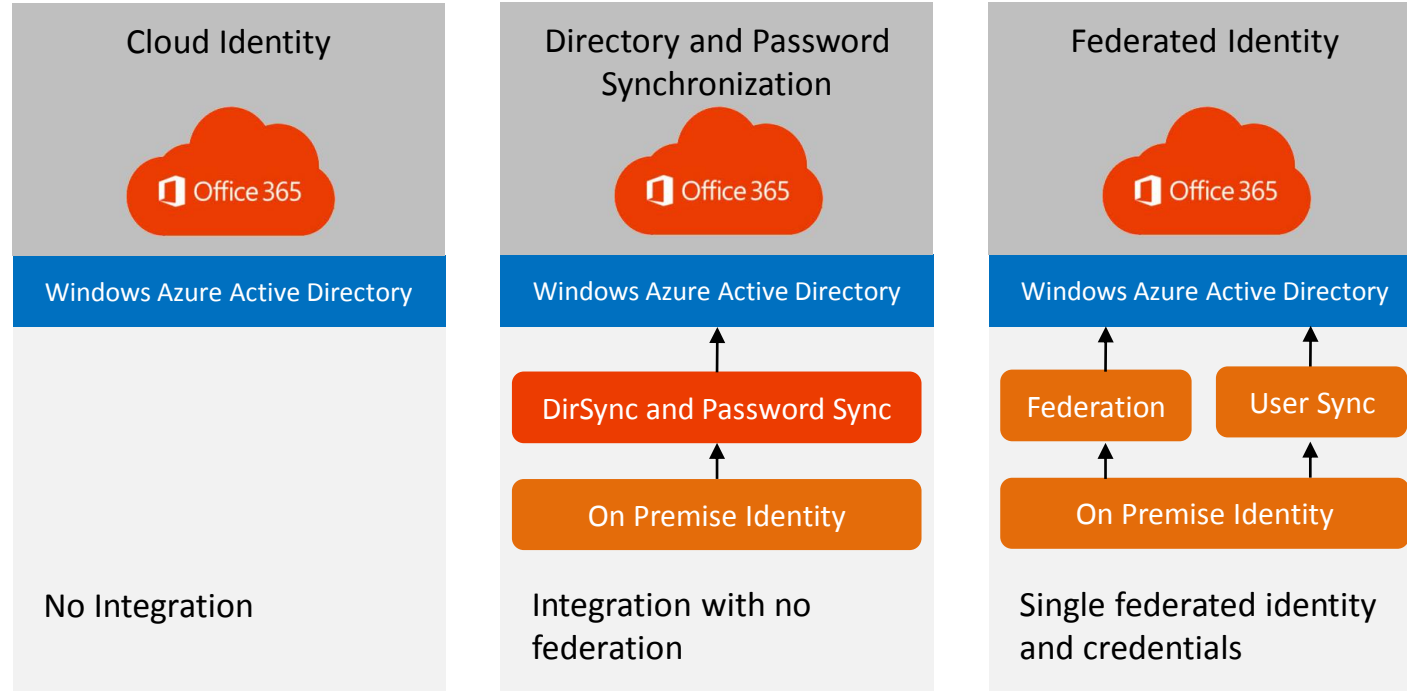 Cloud Identity
Office 365
Windows Azure Active Directory
No Integration
Directory and Password
Synchronization
Office 365
Windows Azure Active Directory
DirSync and Password Sync
On Premise Identity
Integration with no
federation
Federated Identity
Office 365
Windows Azure Active Directory
Federation
User Sync
On Premise Identity
Single federated identity
and credentials